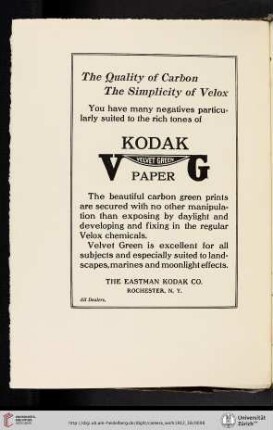 The Quality of Carbon
The Simplicity of Velox
You have many negatives particu-
larly suited to the rich tones of
KODAK
V VELVET GREEN G
PAPER
The beautiful carbon green prints
are secured with no other manipula-
tion than exposing by daylight and
developing and fixing in the regular
Velox chemicals.
Velvet Green is excellent for all
subjects and especially suited to land-
scapes, marines and moonlight effects.
THE EASTMAN KODAK CO.
ROCHESTER, N. Y.
All Dealers.
Universität
Zürich